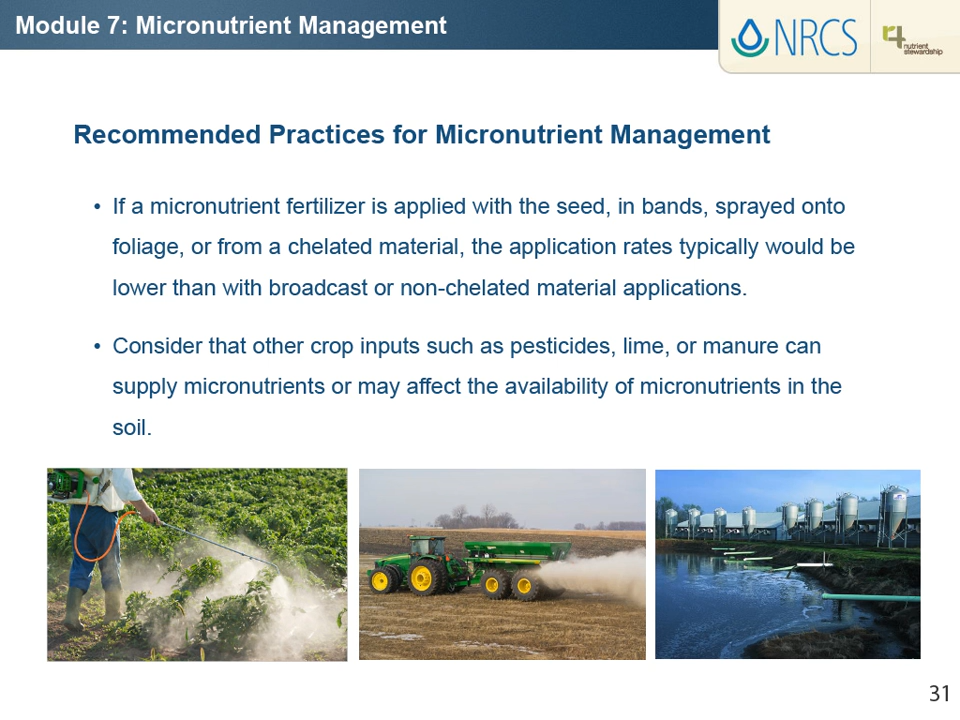 Module 7: Micronutrient Management
NRCS
r4 nutrient
stewardship
Recommended Practices for Micronutrient Management
• If a micronutrient fertilizer is applied with the seed, in bands, sprayed onto
foliage, or from a chelated material, the application rates typically would be
lower than with broadcast or non-chelated material applications.
• Consider that other crop inputs such as pesticides, lime, or manure can
supply micronutrients or may affect the availability of micronutrients in the
soil.
31